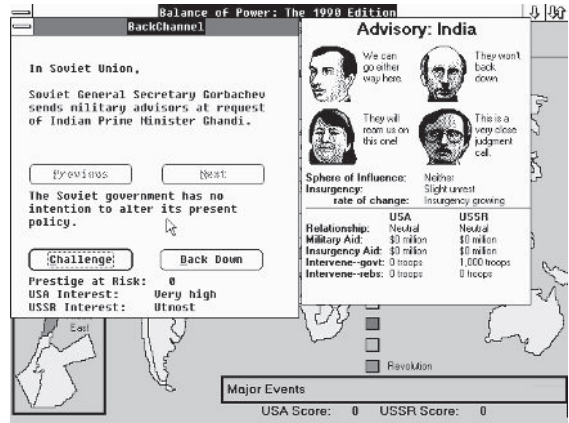 Balance of Power: The 1990 Edition
BackChannel
In Soviet Union,
Soviet General Secretary Gorbachev
sends military advisors at request
of Indian Prime Minister Ghandi.
Previous
Next
The Soviet government has no
intention to alter its present
policy.
Challenge
Back Down
Prestige at Risk: 0
USA Interest: Very high
USSR Interest: Utmost
Advisory: India
We can
go either
way here.
They won't
back
down.
They will
roam us on
this one!
This is a
very close
judgment
call.
Sphere of Influence: Neither
Insurgency: Slight unrest
rate of change: Insurgency growing
USA USSR
Relationship: Neutral Neutral
Military Aid: $0 million $0 million
Insurgency Aid: $0 million $0 million
Intervene--govt: 0 troops 1,000 troops
Intervene--rebs: 0 troops 0 troops
East
Revolution
Major Events
USA Score: 0 USSR Score: 0